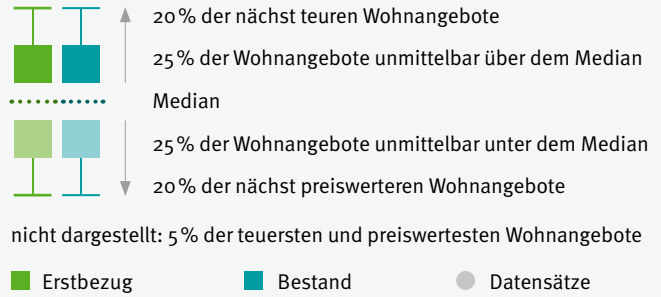 20 % der nächst teuren Wohnangebote
25 % der Wohnangebote unmittelbar über dem Median
Median
25 % der Wohnangebote unmittelbar unter dem Median
20 % der nächst preiswerteren Wohnangebote
nicht dargestellt: 5 % der teuersten und preiswertesten Wohnangebote
Erstbezug Bestand Datensätze